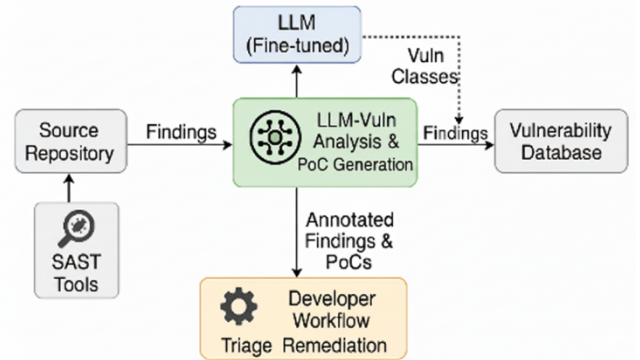 LLM
(Fine-tuned)
Vuln
Classes
Source
Repository
Findings
LLM-Vuln
Analysis &
PoC Generation
Findings
Vulnerability
Database
SAST
Tools
Annotated
Findings &
PoCs
Developer
Workflow
Triage Remediation